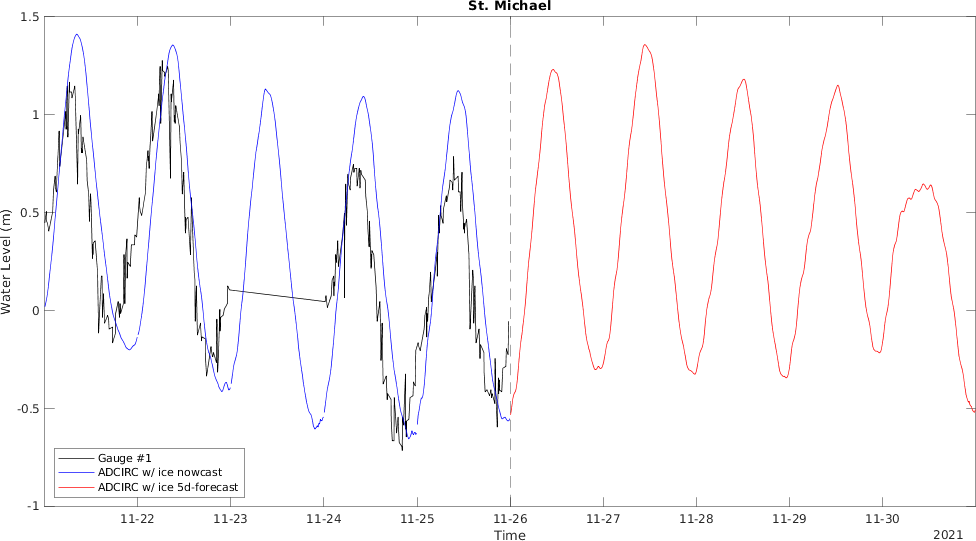 St. Michael
1.5
1
0.5
0
-0.5
-1
Water Level (m)
Gauge #1
ADCIRC w/ ice nowcast
ADCIRC w/ ice 5d-forecast
11-22 11-23 11-24 11-25 11-26 11-27 11-28 11-29 11-30
Time
2021